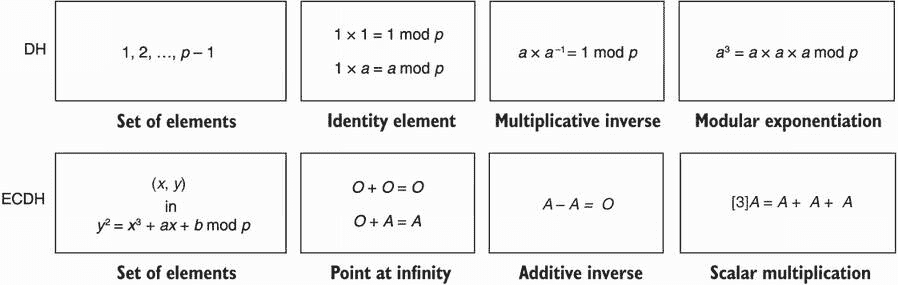 DH
1, 2, …, p – 1
1 × 1 = 1 mod p
1 × a = a mod p
a × a⁻¹ = 1 mod p
a³ = a × a × a mod p
Set of elements
Identity element
Multiplicative inverse
Modular exponentiation
ECDH
(x, y)
in
y² = x³ + ax + b mod p
O + O = O
O + A = A
A – A = O
[3]A = A + A + A
Set of elements
Point at infinity
Additive inverse
Scalar multiplication